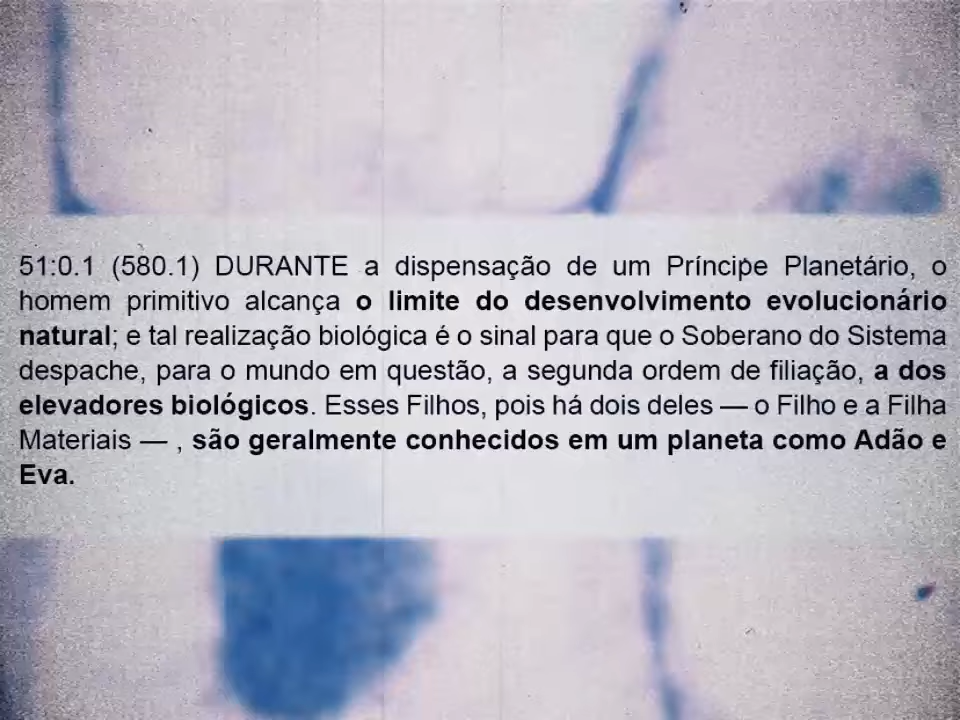 51:0.1 (580.1) DURANTE a dispensação de um Príncipe Planetário, o
homem primitivo alcança o limite do desenvolvimento evolucionário
natural; e tal realização biológica é o sinal para que o Soberano do Sistema
despache, para o mundo em questão, a segunda ordem de filiação, a dos
elevadores biológicos. Esses Filhos, pois há dois deles — o Filho e a Filha
Materiais — , são geralmente conhecidos em um planeta como Adão e
Eva.